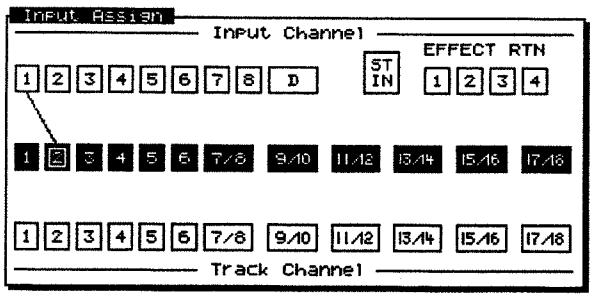 Input Assign
Input Channel
EFFECT RTN
1 2 3 4 5 6 7 8 D ST IN 1 2 3 4
1 2 3 4 5 6 7/8 9/10 11/12 13/14 15/16 17/18
1 2 3 4 5 6 7/8 9/10 11/12 13/14 15/16 17/18
Track Channel